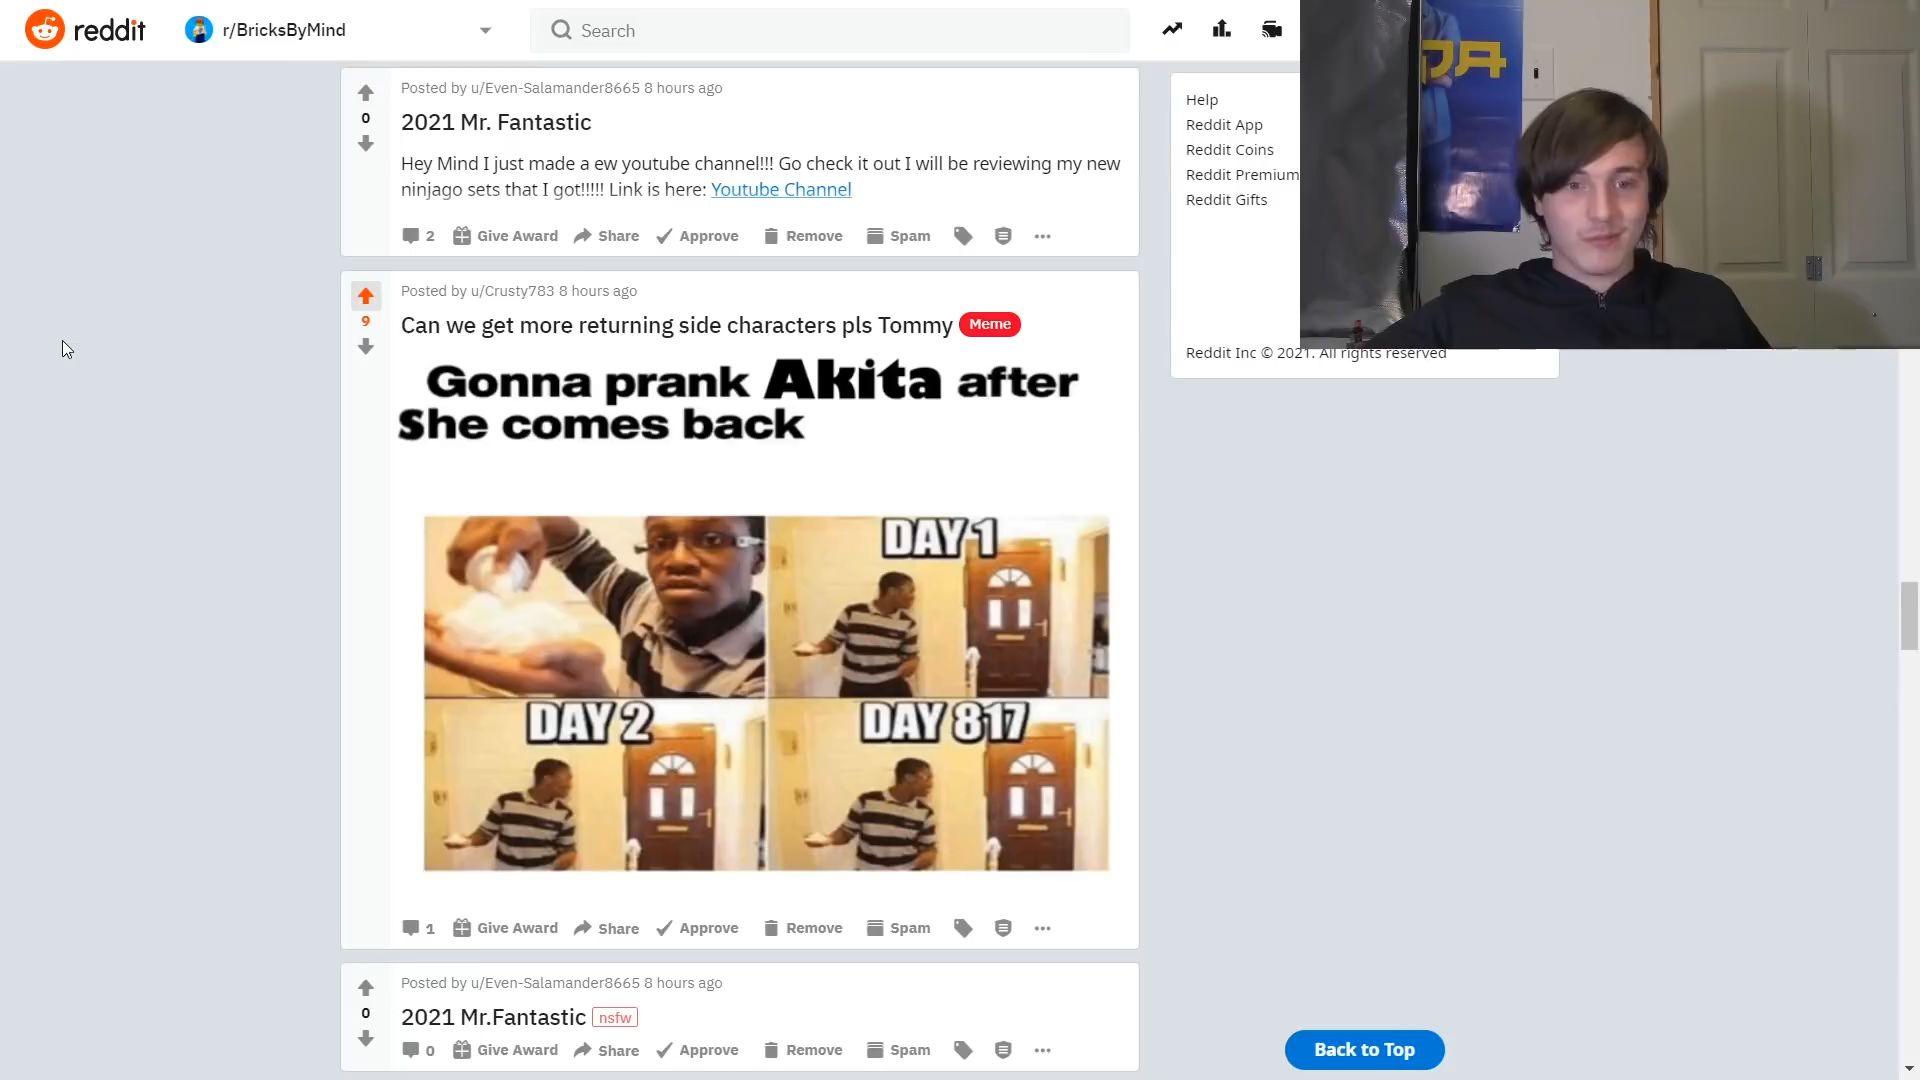 reddit
r/BricksByMind
Search
Posted by u/Even-Salamander8665 8 hours ago
0
2021 Mr. Fantastic
Hey Mind I just made a ew youtube channel!!! Go check it out I will be reviewing my new
ninjago sets that I got!!!!! Link is here: Youtube Channel
2 Give Award Share Approve Remove Spam
Help
Reddit App
Reddit Coins
Reddit Premium
Reddit Gifts
Reddit Inc © 2021. All rights reserved
Posted by u/Crusty783 8 hours ago
9
Can we get more returning side characters pls Tommy Meme
Gonna prank Akita after
She comes back
DAY 1
DAY 2
DAY 817
1 Give Award Share Approve Remove Spam
Posted by u/Even-Salamander8665 8 hours ago
0
2021 Mr.Fantastic nsfw
0 Give Award Share Approve Remove Spam
Back to Top